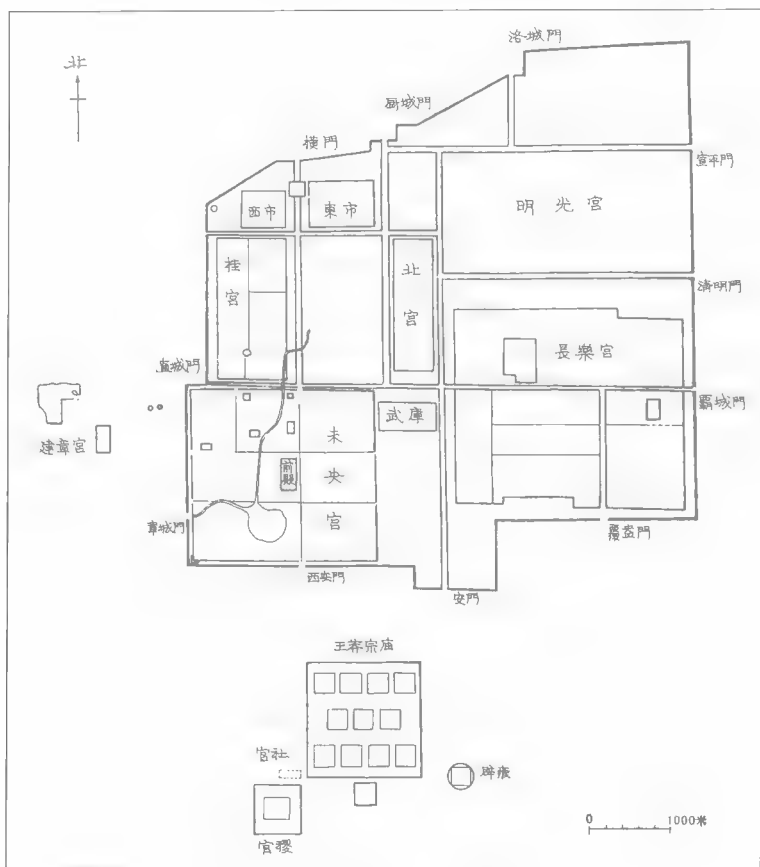 北
洛城門
廚城門
橫門
宣平門
西市
東市
明光宮
桂宮
北宮
清明門
長樂宮
直城門
武庫
霸城門
建章宮
未央宮
前殿
章城門
覆盎門
西安門
安門
王莽宗庙
官社
辟雍
官稷
0 1000米